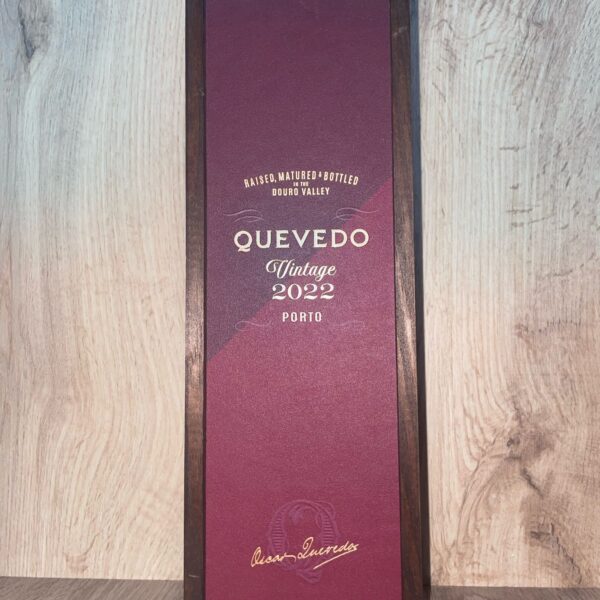 RAISED, MATURED & BOTTLED
IN THE
DOURO VALLEY
QUEVEDO
Vintage
2022
PORTO
Q
Oscar Quevedo